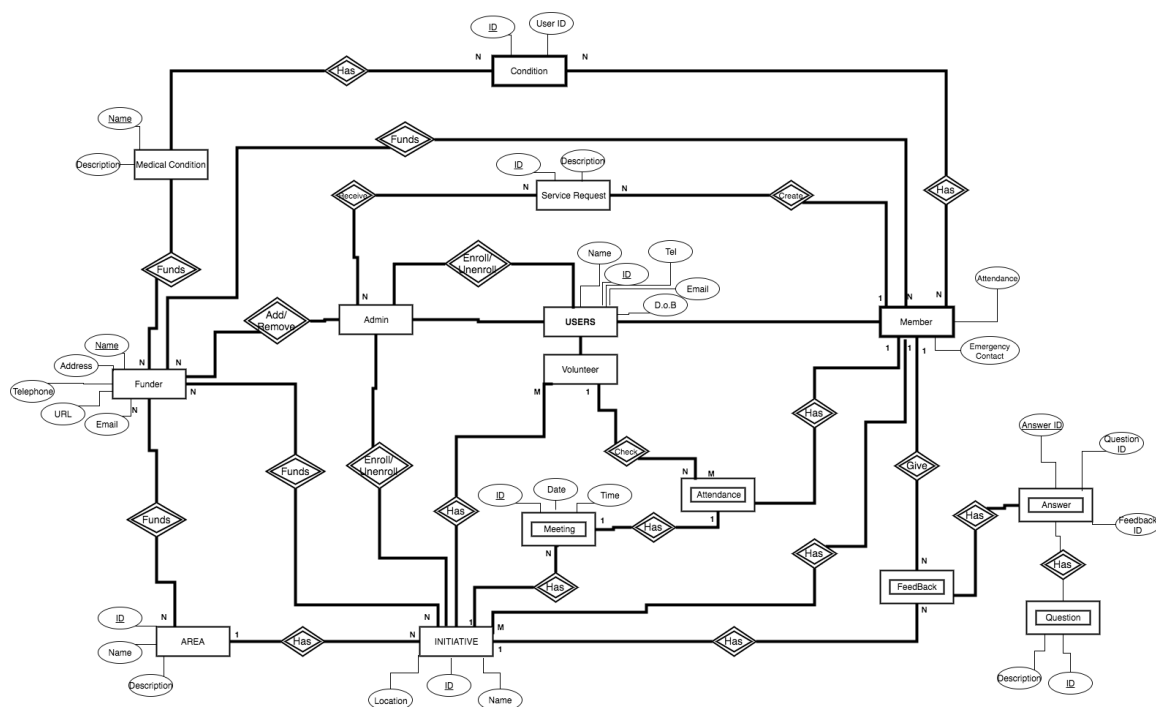 ID
User ID
N
Has
N
Condition
N
Name
Funds
Description
Medical Condition
ID
Description
Receive
N
Service Request
N
Create
Has
Funds
Enroll/
Unenroll
Name
Tel
ID
Email
D.o.B
Attendance
N
1
N
N
Add/
Remove
Admin
USERS
Member
Name
Address
N
N
1
1
1
Emergency
Contact
Telephone
Funder
N
Volunteer
M
1
URL
Email
N
Has
Answer ID
Question
ID
Check
Funds
Enroll/
Unenroll
Give
N
M
ID
Date
Time
Attendance
Has
Answer
Funds
Has
Meeting
1
Has
1
Feedback
ID
N
Has
Has
Has
N
FeedBack
N
ID
N
N
1
M
Question
AREA
1
Has
N
INITIATIVE
1
Has
Name
Description
Location
ID
Name
Description
ID